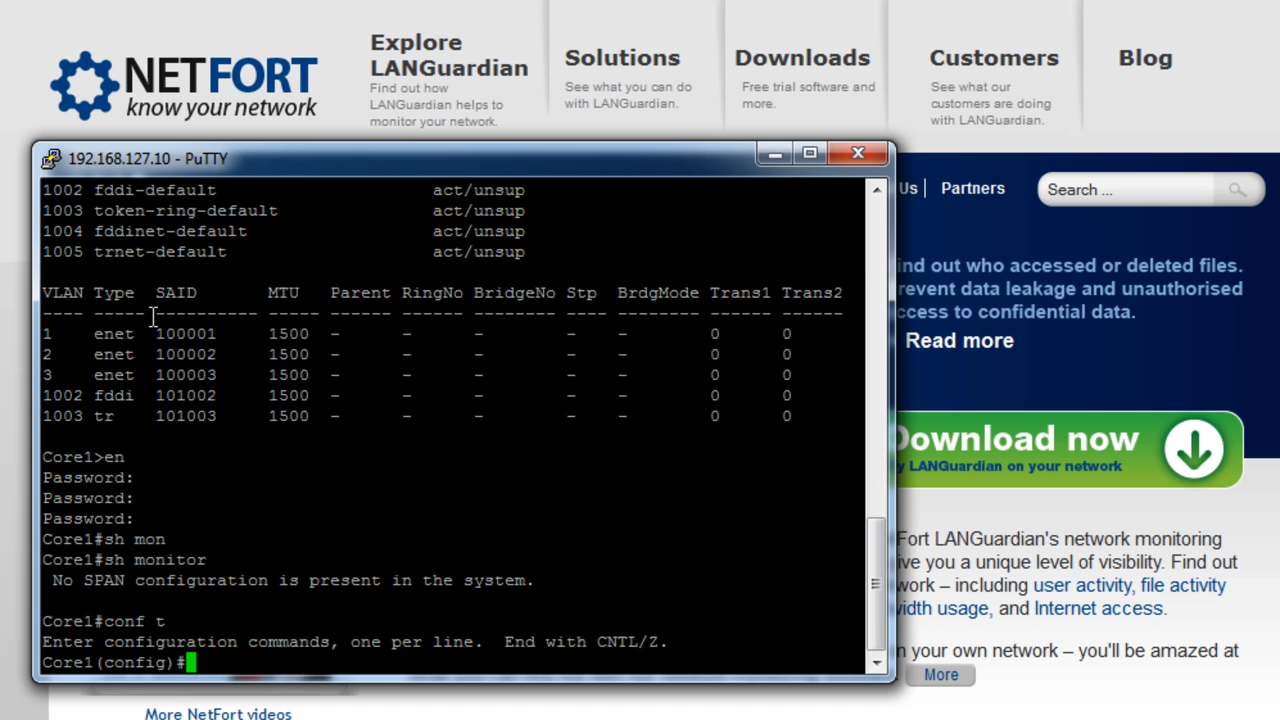 Explore
LANGuardian
Find out how
LANGuardian helps to
monitor your network.
Solutions
See what you can do
with LANGuardian.
Downloads
Free trial software and
more.
Customers
See what our
customers are doing
with LANGuardian.
Blog
NETFORT
know your network
192.168.127.10 - PuTTY
1002 fddi-default act/unsup
1003 token-ring-default act/unsup
1004 fddinet-default act/unsup
1005 trnet-default act/unsup
VLAN Type SAID MTU Parent RingNo BridgeNo Stp BrdgMode Trans1 Trans2
---- ----- ---------- ----- ------ ------ -------- ---- -------- ------ ------
1 enet 100001 1500 - - - - - 0 0
2 enet 100002 1500 - - - - - 0 0
3 enet 100003 1500 - - - - - 0 0
1002 fddi 101002 1500 - - - - - 0 0
1003 tr 101003 1500 - - - - - 0 0
Core1>en
Password:
Password:
Password:
Core1#sh mon
Core1#sh monitor
No SPAN configuration is present in the system.
Core1#conf t
Enter configuration commands, one per line. End with CNTL/Z.
Core1(config)#
Us | Partners
Search ...
ind out who accessed or deleted files.
revent data leakage and unauthorised
ccess to confidential data.
Read more
Download now
LANGuardian on your network
Fort LANGuardian's network monitoring
ive you a unique level of visibility. Find out
work – including user activity, file activity
width usage, and Internet access.
n your own network – you'll be amazed at
More
More NetFort videos